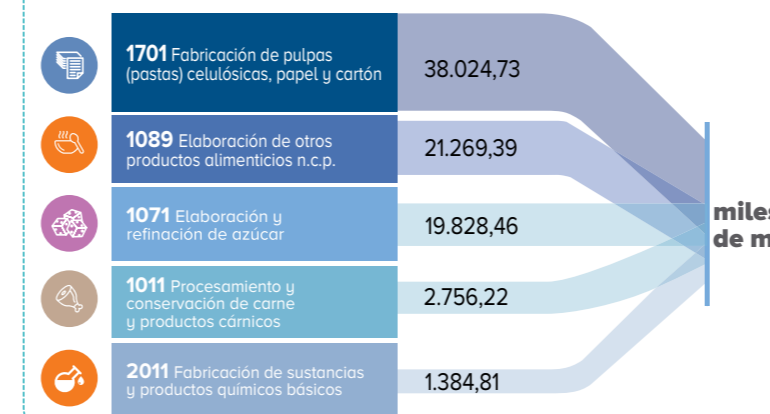 1701 Fabricación de pulpas
(pastas) celulósicas, papel y cartón
38.024,73
1089 Elaboración de otros
productos alimenticios n.c.p.
21.269,39
1071 Elaboración y
refinación de azúcar
19.828,46
1011 Procesamiento y
conservación de carne
y productos cárnicos
2.756,22
2011 Fabricación de sustancias
y productos químicos básicos
1.384,81
miles
de m